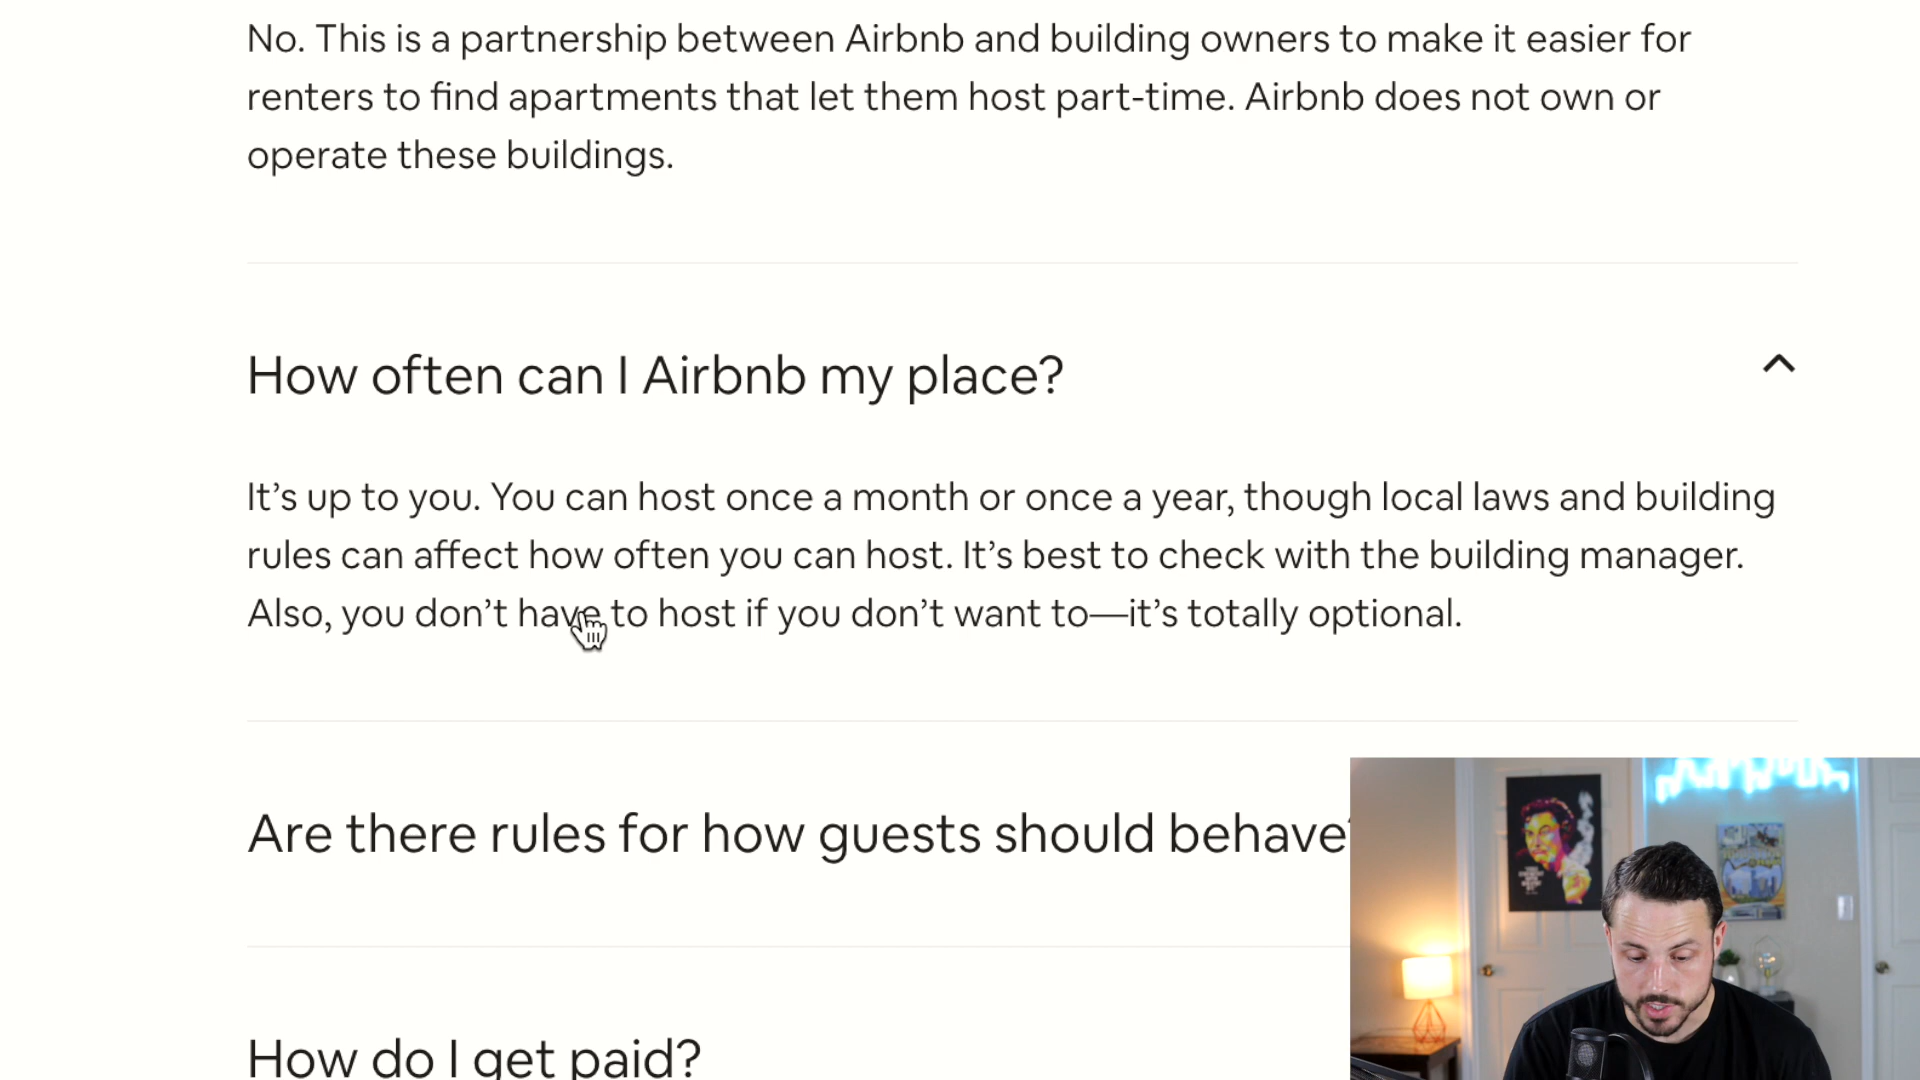 No. This is a partnership between Airbnb and building owners to make it easier for
renters to find apartments that let them host part-time. Airbnb does not own or
operate these buildings.
How often can I Airbnb my place?
It’s up to you. You can host once a month or once a year, though local laws and building
rules can affect how often you can host. It’s best to check with the building manager.
Also, you don’t have to host if you don’t want to—it’s totally optional.
Are there rules for how guests should behave?
How do I get paid?